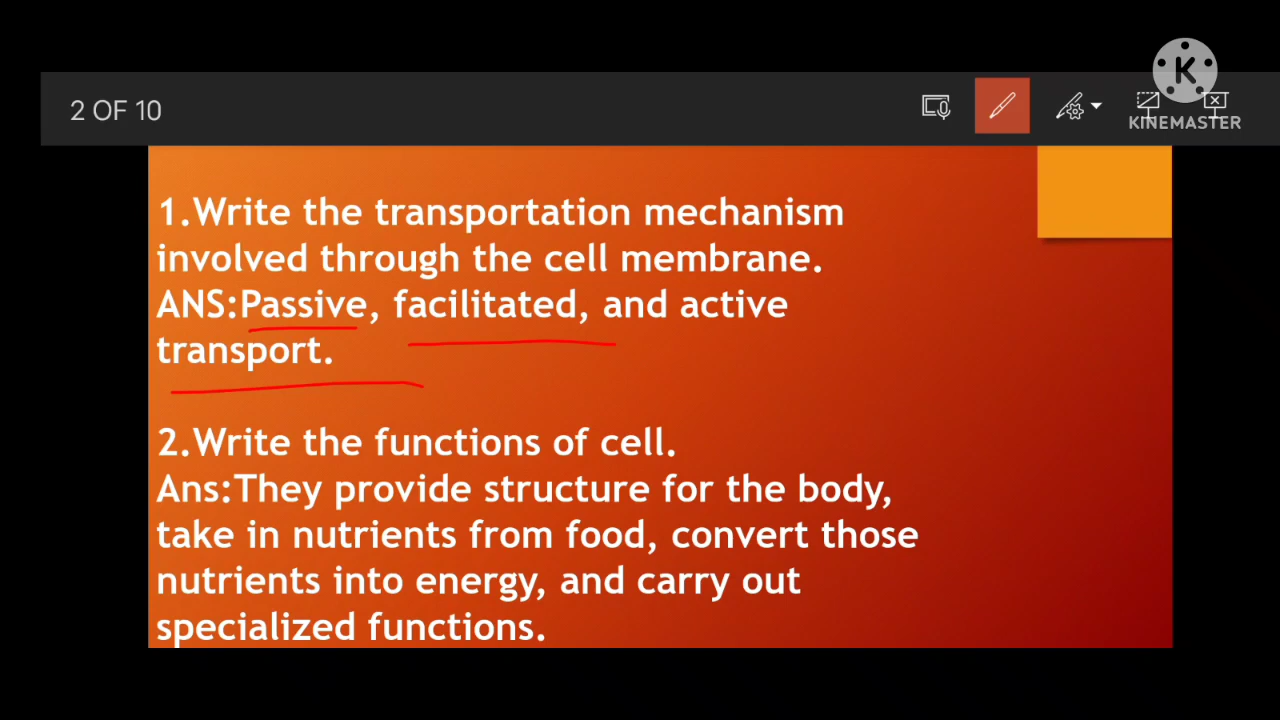 2 OF 10
KINEMASTER
1.Write the transportation mechanism
involved through the cell membrane.
ANS:Passive, facilitated, and active
transport.
2.Write the functions of cell.
Ans:They provide structure for the body,
take in nutrients from food, convert those
nutrients into energy, and carry out
specialized functions.